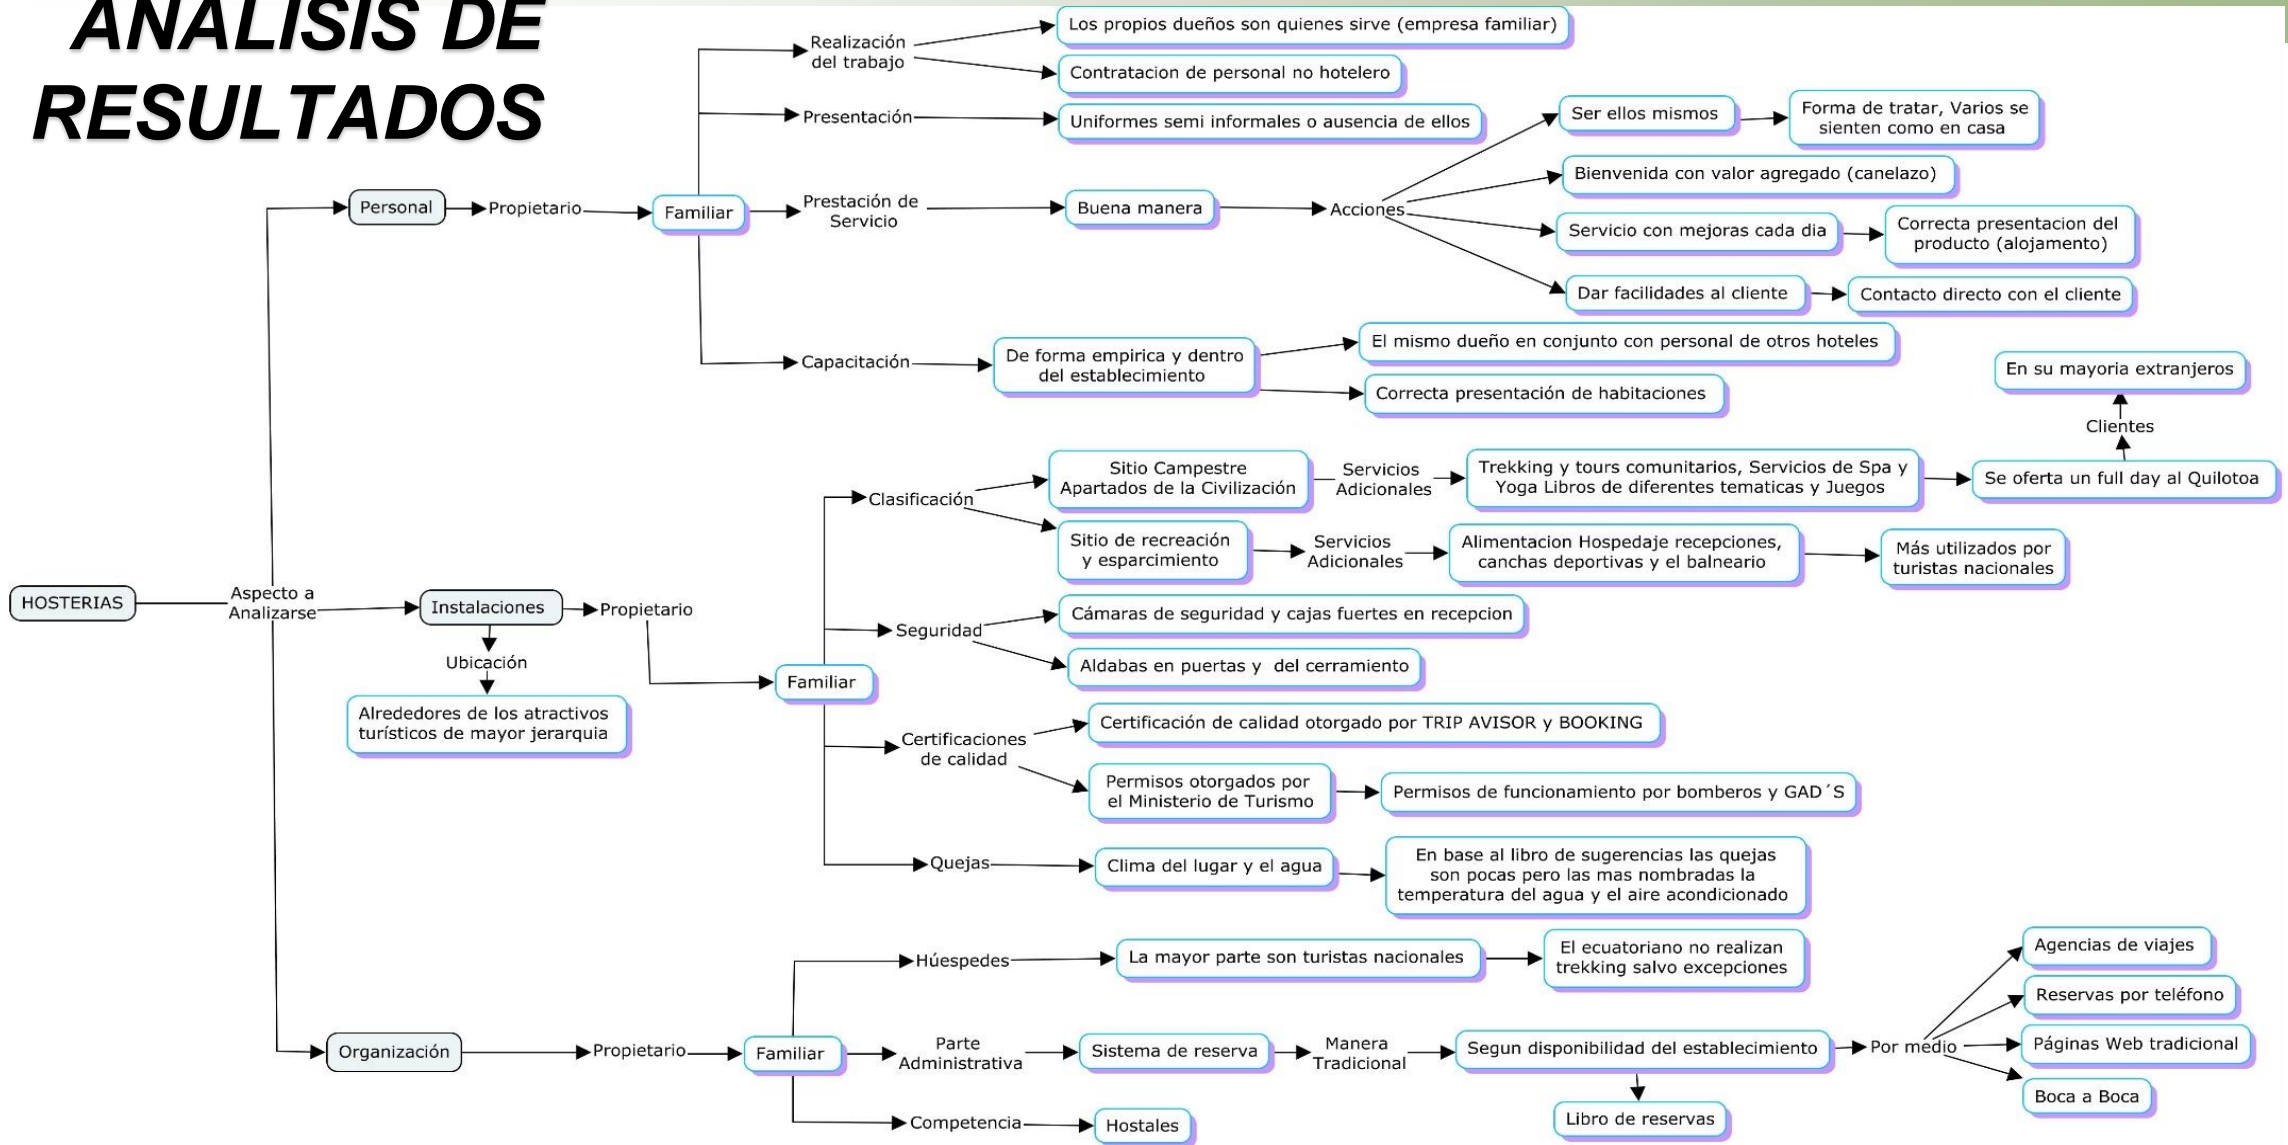 ANALISIS DE
RESULTADOS
HOSTERIAS
Aspecto a
Analizarse
Personal
Propietario
Familiar
Realización
del trabajo
Los propios dueños son quienes sirve (empresa familiar)
Contratacion de personal no hotelero
Presentación
Uniformes semi informales o ausencia de ellos
Prestación de
Servicio
Buena manera
Acciones
Ser ellos mismos
Forma de tratar, Varios se
sienten como en casa
Bienvenida con valor agregado (canelazo)
Servicio con mejoras cada dia
Correcta presentacion del
producto (alojamento)
Dar facilidades al cliente
Contacto directo con el cliente
Capacitación
De forma empirica y dentro
del establecimiento
El mismo dueño en conjunto con personal de otros hoteles
Correcta presentación de habitaciones
Instalaciones
Ubicación
Alrededores de los atractivos
turísticos de mayor jerarquia
Propietario
Familiar
Clasificación
Sitio Campestre
Apartados de la Civilización
Servicios
Adicionales
Trekking y tours comunitarios, Servicios de Spa y
Yoga Libros de diferentes tematicas y Juegos
Se oferta un full day al Quilotoa
Clientes
En su mayoria extranjeros
Sitio de recreación
y esparcimiento
Servicios
Adicionales
Alimentacion Hospedaje recepciones,
canchas deportivas y el balneario
Más utilizados por
turistas nacionales
Seguridad
Cámaras de seguridad y cajas fuertes en recepcion
Aldabas en puertas y del cerramiento
Certificaciones
de calidad
Certificación de calidad otorgado por TRIP AVISOR y BOOKING
Permisos otorgados por
el Ministerio de Turismo
Permisos de funcionamiento por bomberos y GAD´S
Quejas
Clima del lugar y el agua
En base al libro de sugerencias las quejas
son pocas pero las mas nombradas la
temperatura del agua y el aire acondicionado
Organización
Propietario
Familiar
Húespedes
La mayor parte son turistas nacionales
El ecuatoriano no realizan
trekking salvo excepciones
Parte
Administrativa
Sistema de reserva
Manera
Tradicional
Segun disponibilidad del establecimiento
Libro de reservas
Por medio
Agencias de viajes
Reservas por teléfono
Páginas Web tradicional
Boca a Boca
Competencia
Hostales